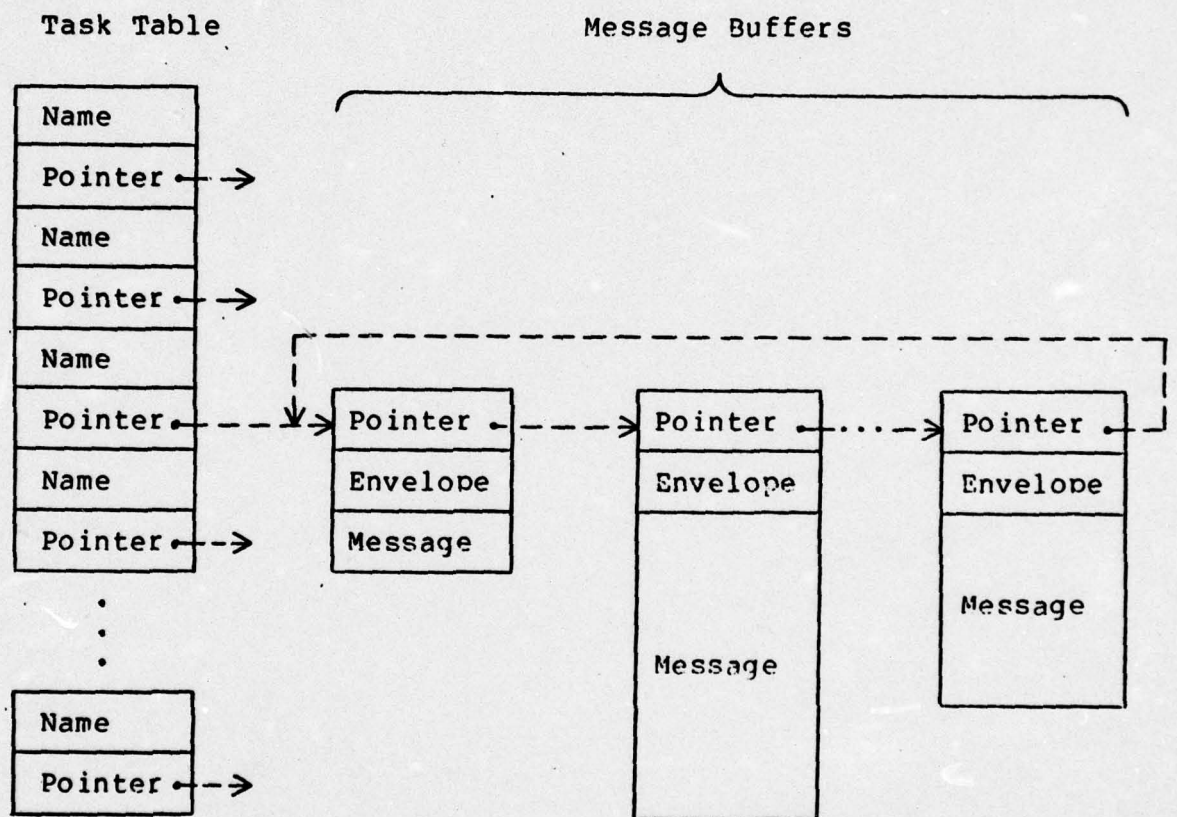 Task Table
Message Buffers
Name
Pointer
Name
Pointer
Name
Pointer
Name
Pointer
Name
Pointer
Pointer
Envelope
Message
Pointer
Envelope
Message
Pointer
Envelope
Message